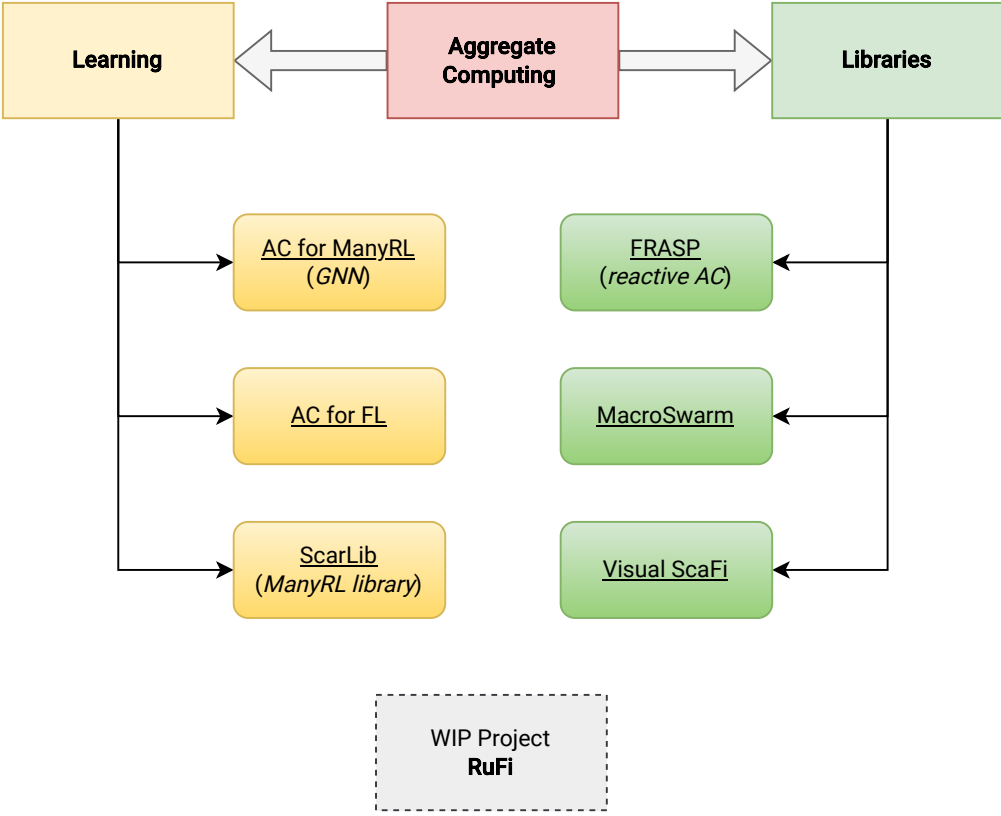 Learning
Aggregate
Computing
Libraries
AC for ManyRL
(GNN)
FRASP
(reactive AC)
AC for FL
MacroSwarm
ScarLib
(ManyRL library)
Visual ScaFi
WIP Project
RuFi